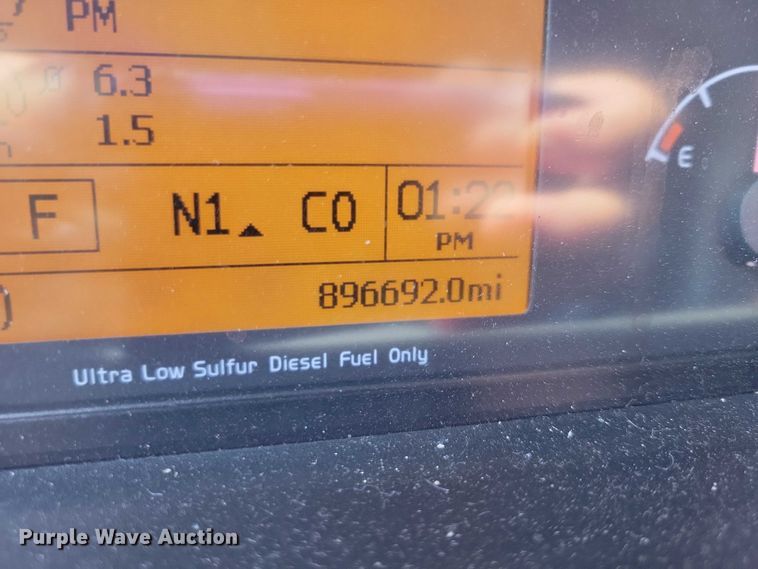 PM
6.3
1.5
F
N1▲ C0
01:22
PM
896692.0mi
E
Ultra Low Sulfur Diesel Fuel Only
Purple Wave Auction